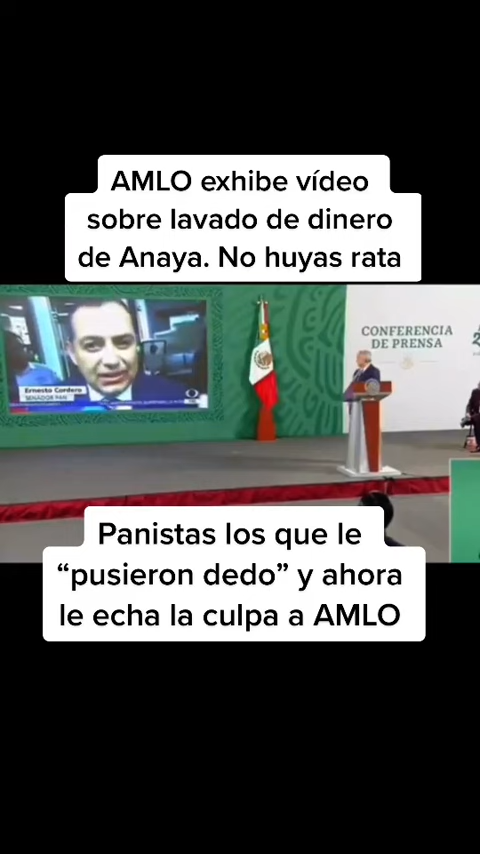 AMLO exhibe vídeo
sobre lavado de dinero
de Anaya. No huyas rata
Ernesto Cordero
SENADOR PAN
CONFERENCIA
DE PRENSA
Panistas los que le
“pusieron dedo” y ahora
le echa la culpa a AMLO